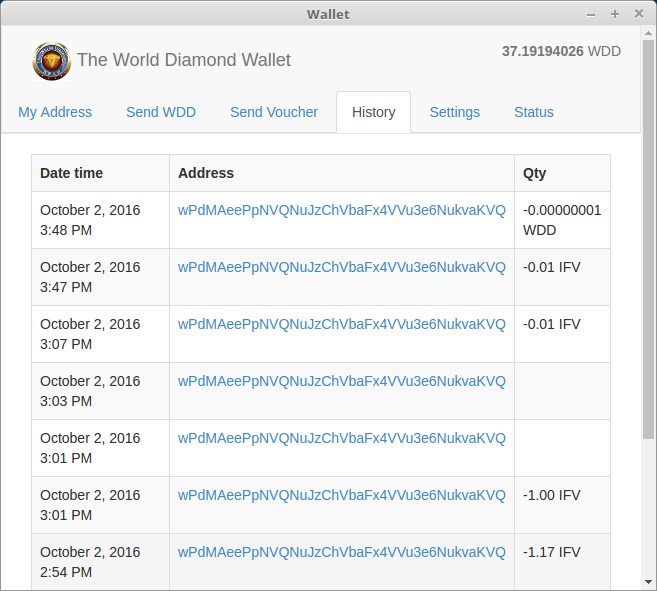 Wallet
The World Diamond Wallet
37.19194026 WDD
My Address Send WDD Send Voucher History Settings Status
Date time Address Qty
October 2, 2016 3:48 PM wPdMAeePpNVQNuJzChVbaFx4VVu3e6NukvaKVQ -0.00000001 WDD
October 2, 2016 3:47 PM wPdMAeePpNVQNuJzChVbaFx4VVu3e6NukvaKVQ -0.01 IFV
October 2, 2016 3:07 PM wPdMAeePpNVQNuJzChVbaFx4VVu3e6NukvaKVQ -0.01 IFV
October 2, 2016 3:03 PM wPdMAeePpNVQNuJzChVbaFx4VVu3e6NukvaKVQ
October 2, 2016 3:01 PM wPdMAeePpNVQNuJzChVbaFx4VVu3e6NukvaKVQ
October 2, 2016 3:01 PM wPdMAeePpNVQNuJzChVbaFx4VVu3e6NukvaKVQ -1.00 IFV
October 2, 2016 2:54 PM wPdMAeePpNVQNuJzChVbaFx4VVu3e6NukvaKVQ -1.17 IFV